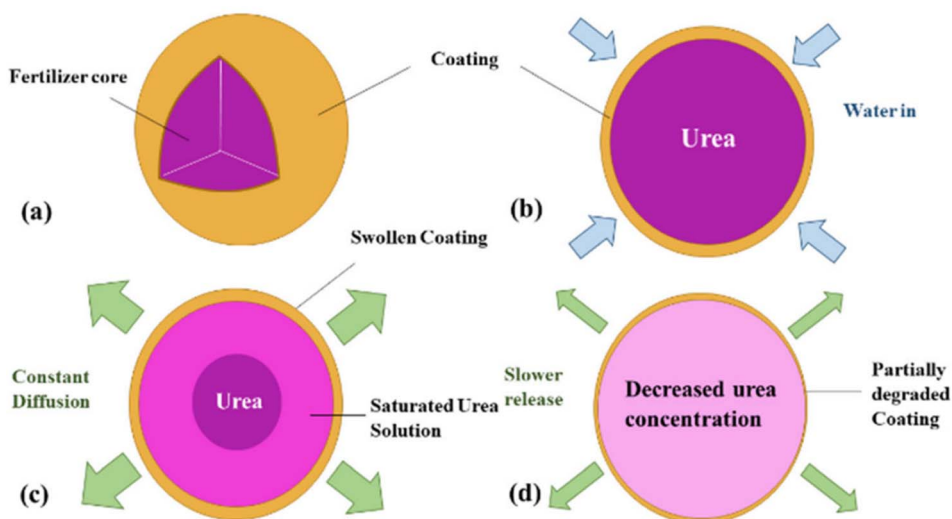 Fertilizer core
Coating
(a)
Urea
Water in
(b)
Swollen Coating
Constant
Diffusion
Urea
Saturated Urea
Solution
(c)
Slower
release
Decreased urea
concentration
Partially
degraded
Coating
(d)